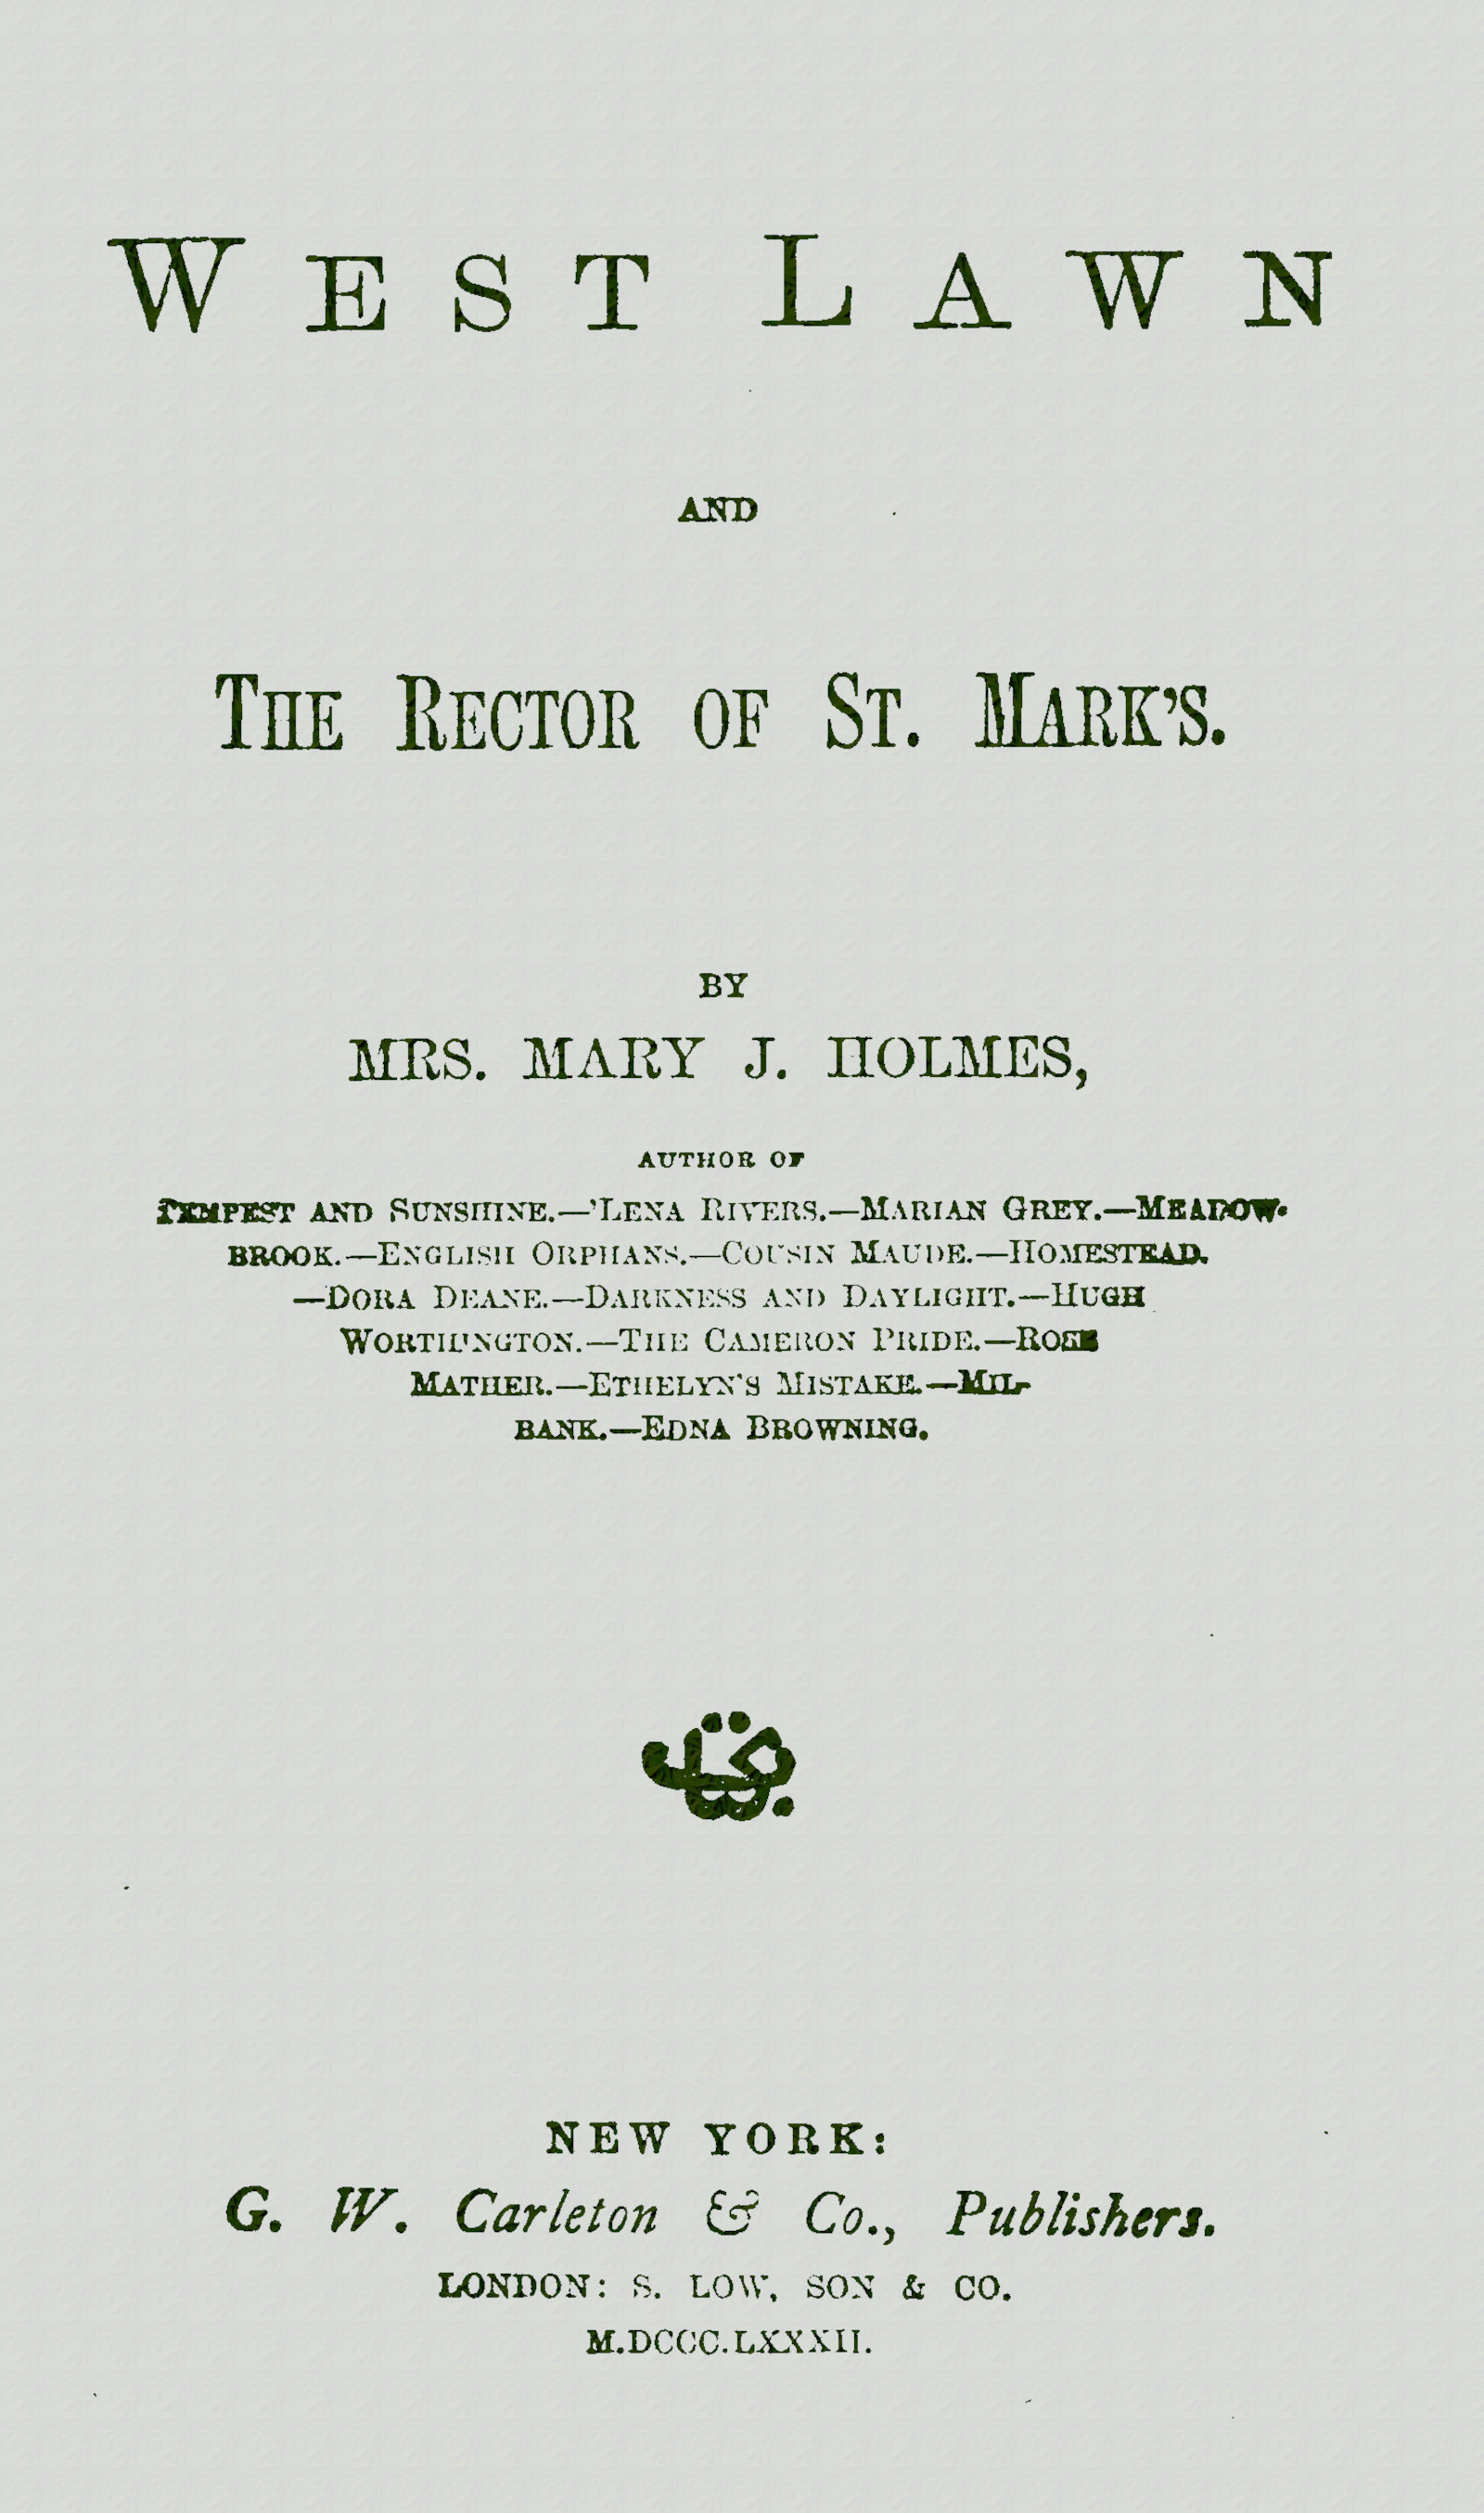 WEST LAWN
AND
THE RECTOR OF ST. MARK'S.
BY
MRS. MARY J. HOLMES,
AUTHOR OF
TEMPEST AND SUNSHINE.—'LENA RIVERS.—MARIAN GREY.—MEADOW-
BROOK.—ENGLISH ORPHANS.—COUSIN MAUDE.—HOMESTEAD.
—DORA DEANE.—DARKNESS AND DAYLIGHT.—HUGH
WORTHINGTON.—THE CAMERON PRIDE.—ROSE
MATHER.—ETHELYN'S MISTAKE.—MIL-
BANK.—EDNA BROWNING.
NEW YORK:
G. W. Carleton & Co., Publishers.
LONDON: S. LOW, SON & CO.
M.DCCC.LXXXII.